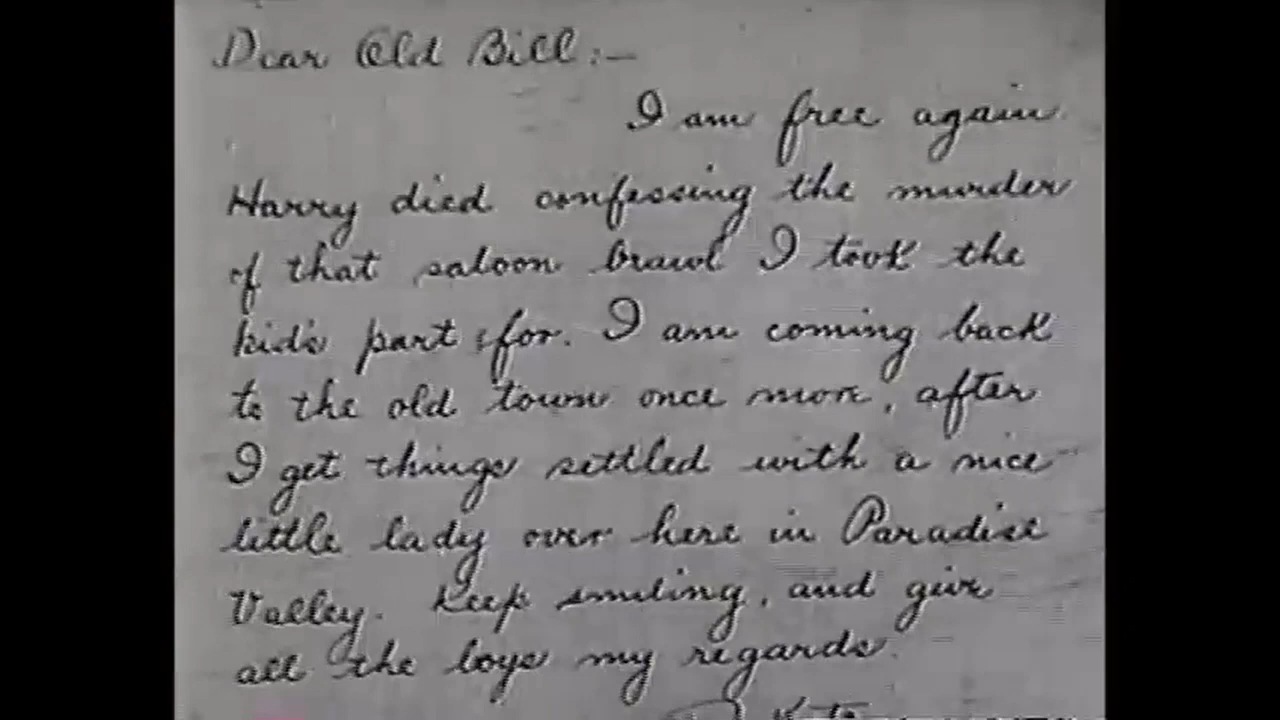 Dear Old Bill:—
I am free again
Harry died confessing the murder
of that saloon brawl I took the
kid's part for. I am coming back
to the old town once more, after
I get things settled with a nice
little lady over here in Paradise
Valley. Keep smiling, and give
all the boys my regards.